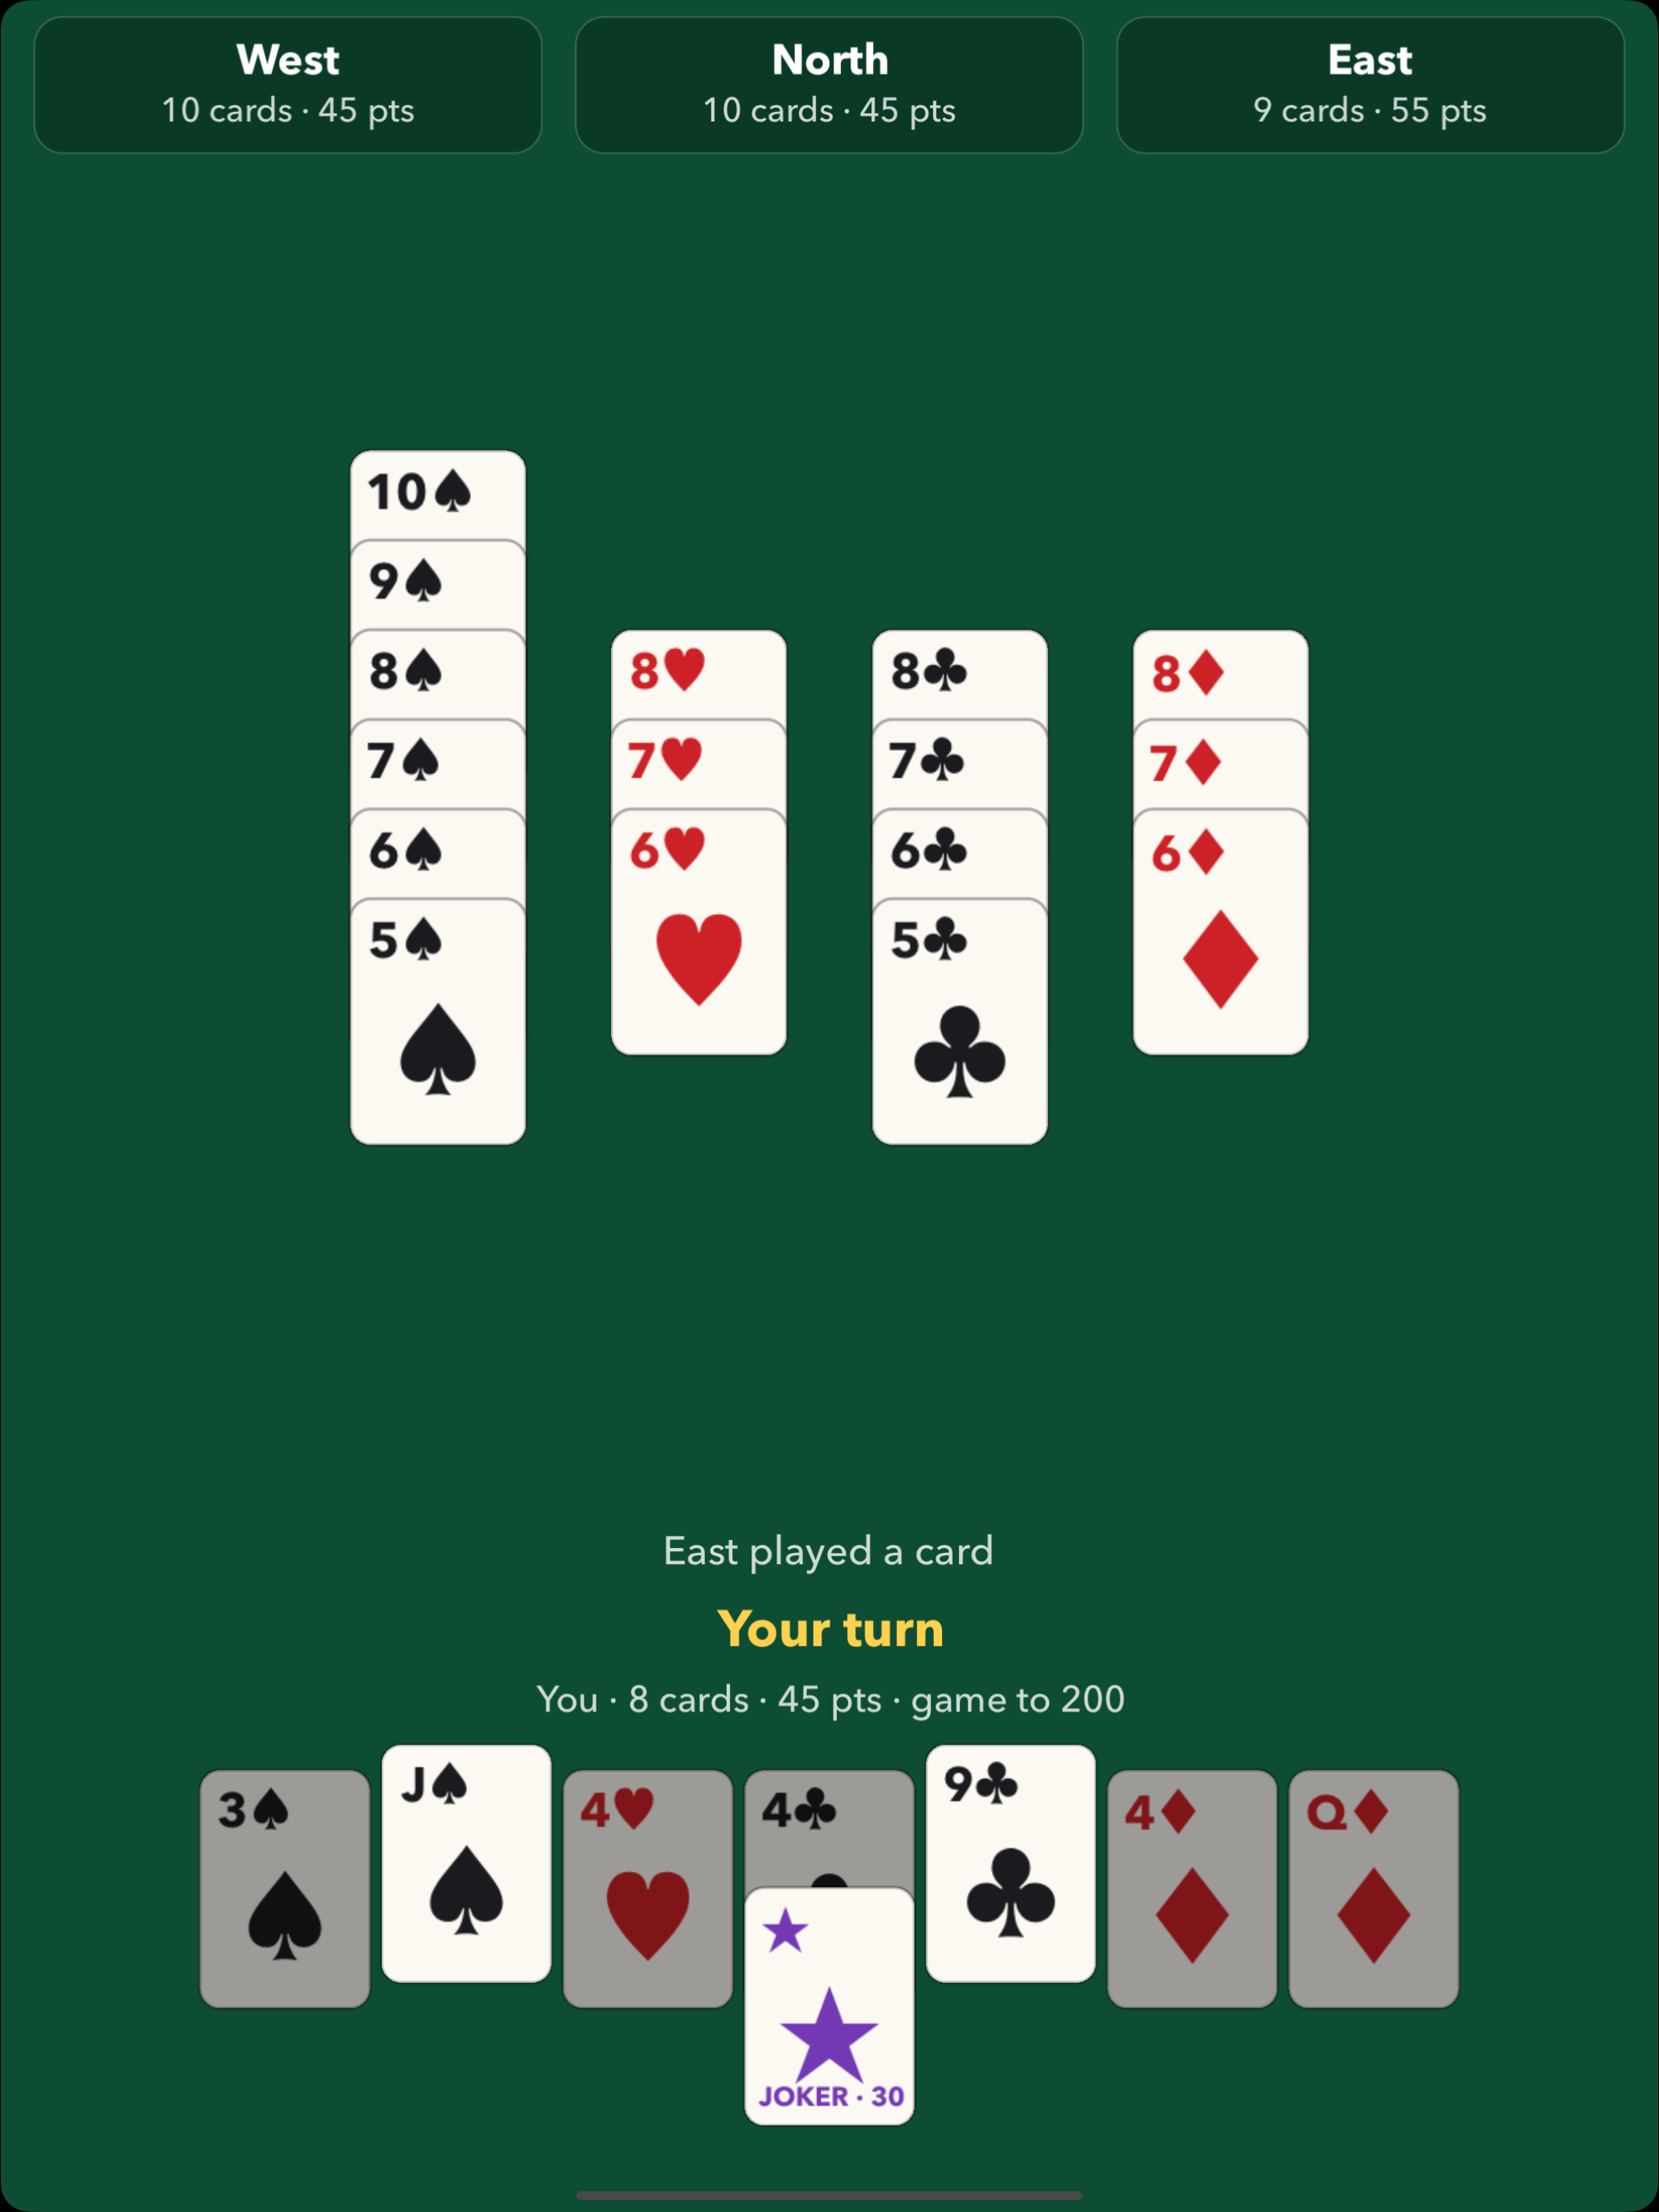 West
10 cards · 45 pts
North
10 cards · 45 pts
East
9 cards · 55 pts
10♠
9♠
8♠
7♠
6♠
5♠
8♥
7♥
6♥
8♣
7♣
6♣
5♣
8♦
7♦
6♦
East played a card
Your turn
You · 8 cards · 45 pts · game to 200
3♠
J♠
4♥
4♣
9♣
4♦
Q♦
★
JOKER · 30